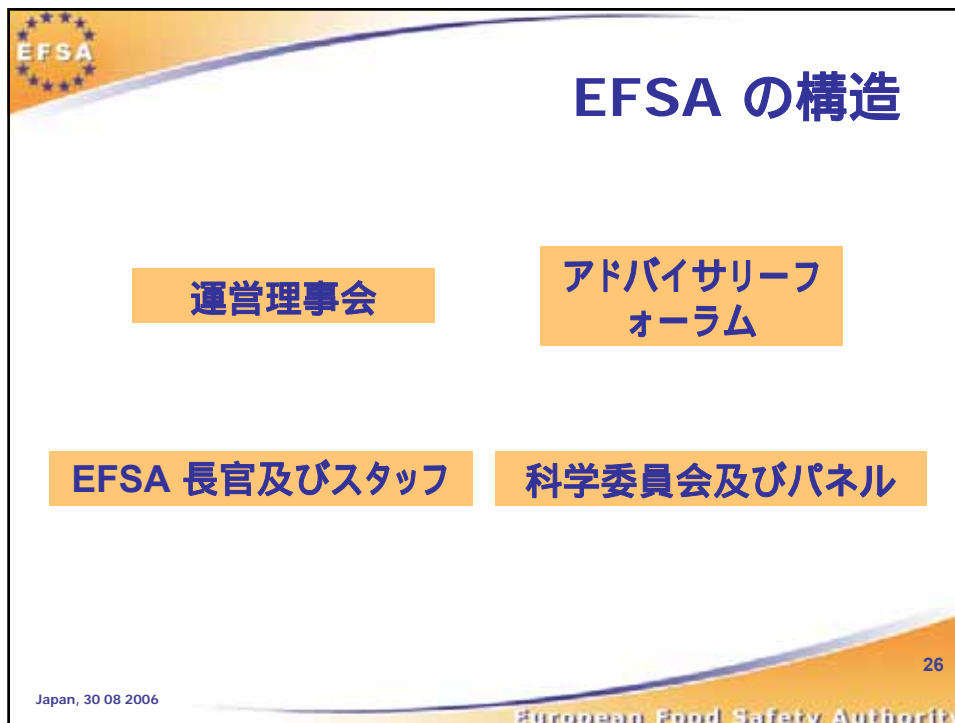 EFSA
EFSA の構造
運営理事会
アドバイサリーフ
ォーラム
EFSA 長官及びスタッフ
科学委員会及びパネル
26
Japan, 30 08 2006
European Food Safety Authorit